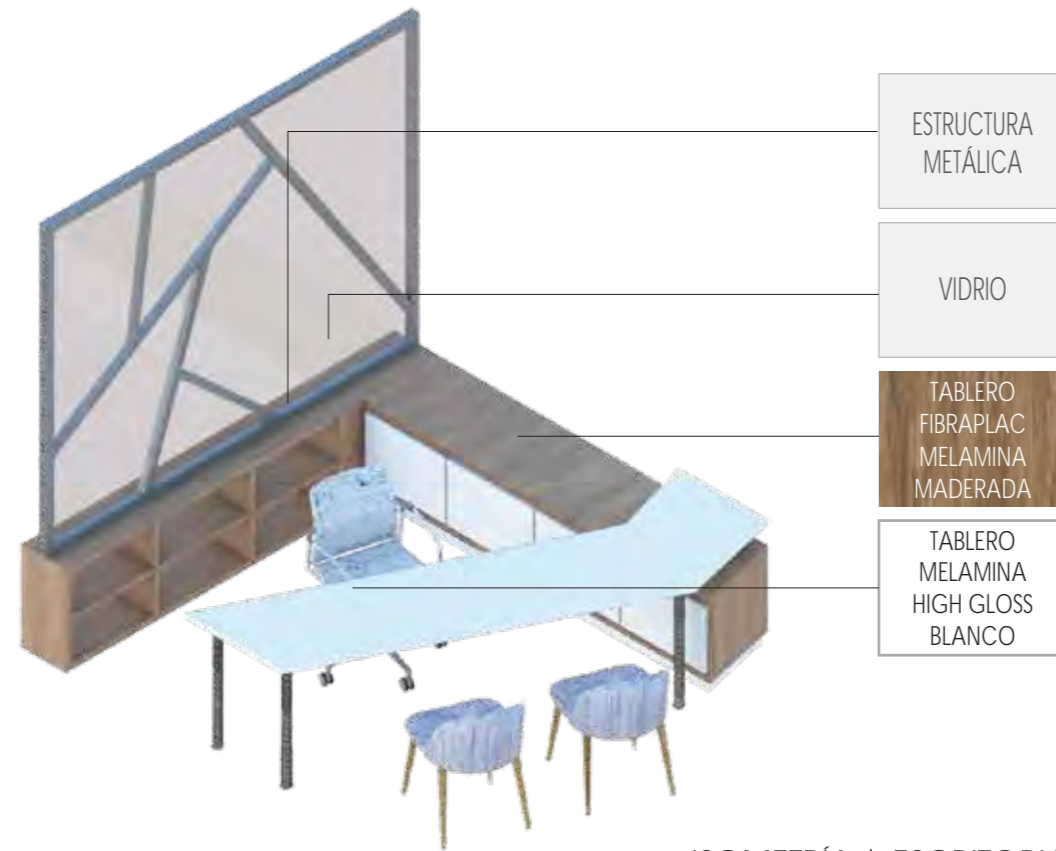 ESTRUCTURA
METÁLICA
VIDRIO
TABLERO
FIBRAPLAC
MELAMINA
MADERADA
TABLERO
MELAMINA
HIGH GLOSS
BLANCO